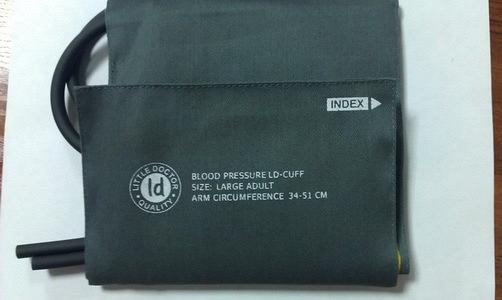 INDEX
LITTLE DOCTOR
ld
QUALITY
BLOOD PRESSURE LD-CUFF
SIZE: LARGE ADULT
ARM CIRCUMFERENCE 34-51 CM